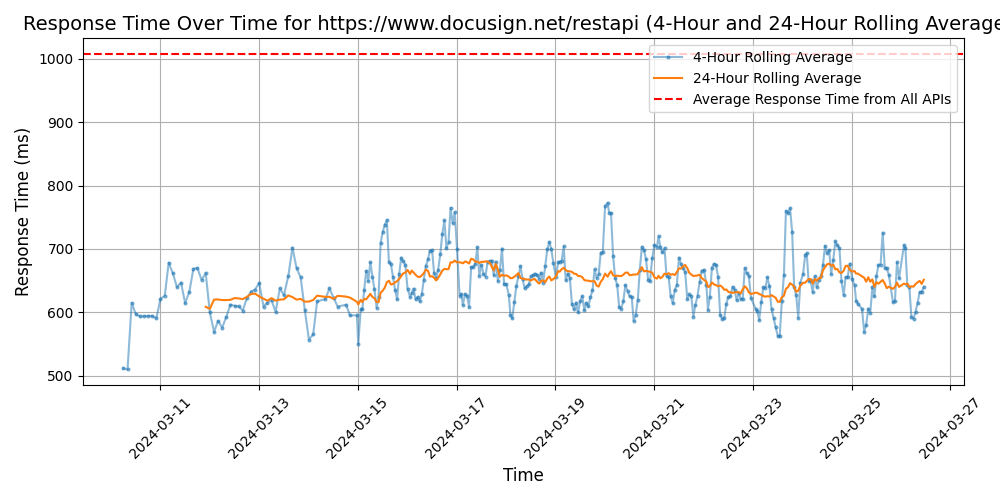 Response Time Over Time for https://www.docusign.net/restapi (4-Hour and 24-Hour Rolling Average
4-Hour Rolling Average
24-Hour Rolling Average
Average Response Time from All APIs
Response Time (ms)
1000
900
800
700
600
500
2024-03-11
2024-03-13
2024-03-15
2024-03-17
2024-03-19
2024-03-21
2024-03-23
2024-03-25
2024-03-27
Time